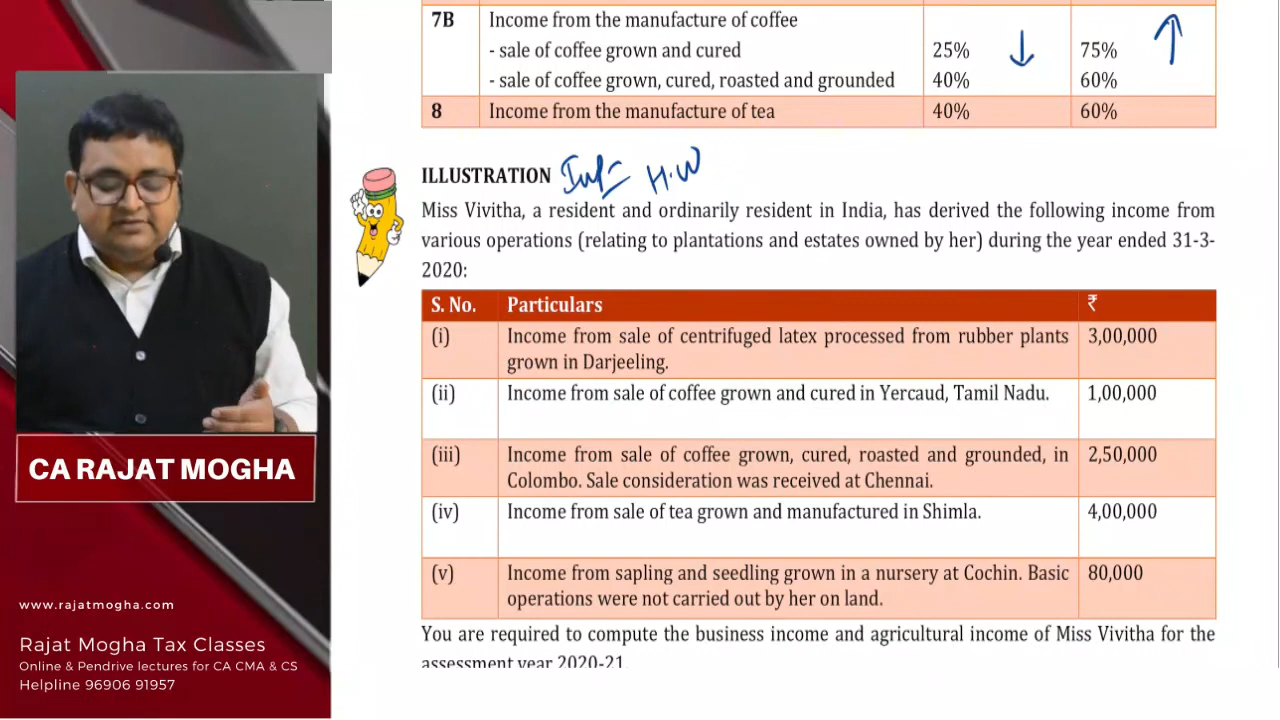 7B Income from the manufacture of coffee
- sale of coffee grown and cured 25% 75%
- sale of coffee grown, cured, roasted and grounded 40% 60%
8 Income from the manufacture of tea 40% 60%
ILLUSTRATION H.W
Miss Vivitha, a resident and ordinarily resident in India, has derived the following income from
various operations (relating to plantations and estates owned by her) during the year ended 31-3-
2020:
S. No. Particulars ₹
(i) Income from sale of centrifuged latex processed from rubber plants 3,00,000
grown in Darjeeling.
(ii) Income from sale of coffee grown and cured in Yercaud, Tamil Nadu. 1,00,000
(iii) Income from sale of coffee grown, cured, roasted and grounded, in 2,50,000
Colombo. Sale consideration was received at Chennai.
(iv) Income from sale of tea grown and manufactured in Shimla. 4,00,000
(v) Income from sapling and seedling grown in a nursery at Cochin. Basic 80,000
operations were not carried out by her on land.
You are required to compute the business income and agricultural income of Miss Vivitha for the
assessment year 2020-21
CA RAJAT MOGHA
www.rajatmogha.com
Rajat Mogha Tax Classes
Online & Pendrive lectures for CA CMA & CS
Helpline 96906 91957